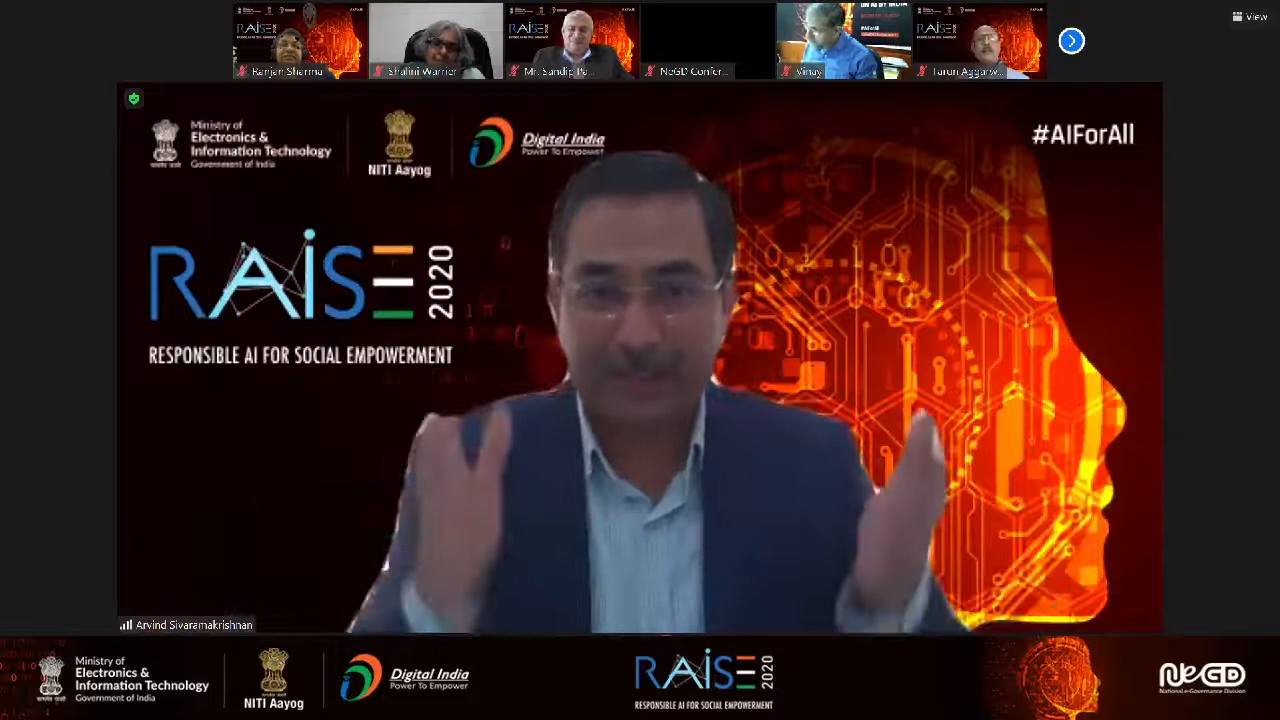 View
Ranjan Sharma
Shalini Warrier
Mr. Sandip Pa...
NeGD Confer...
Vinay
Tarun Aggarw...
#AIForAll
Ministry of
Electronics &
Information Technology
Government of India
NITI Aayog
Digital India
Power To Empower
#AIForAll
RAISE 2020
RESPONSIBLE AI FOR SOCIAL EMPOWERMENT
Arvind Sivaramakrishnan
Ministry of
Electronics &
Information Technology
Government of India
NITI Aayog
Digital India
Power To Empower
RAISE 2020
RESPONSIBLE AI FOR SOCIAL EMPOWERMENT
NeGD
National e-Governance Division